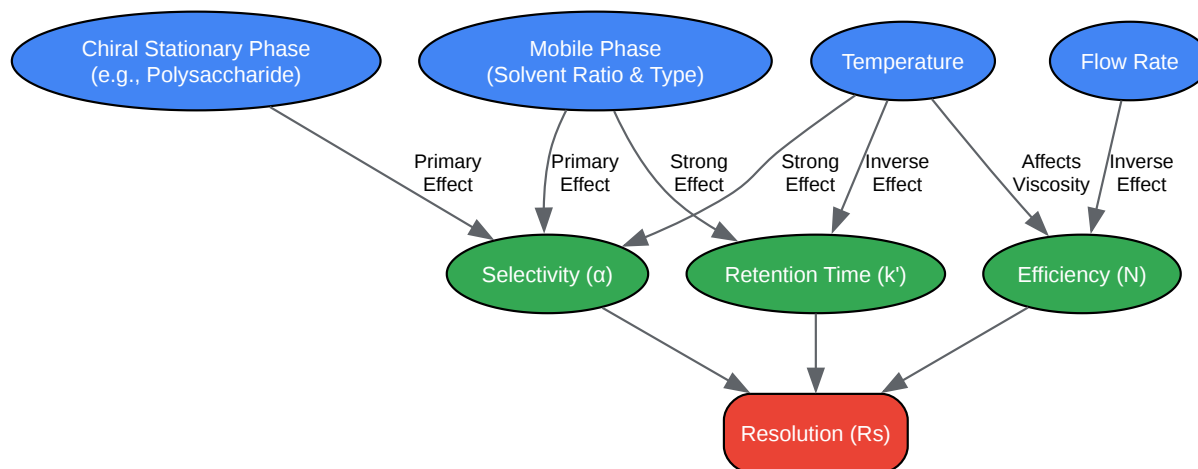 Chiral Stationary Phase
(e.g., Polysaccharide)
Mobile Phase
(Solvent Ratio & Type)
Temperature
Flow Rate
Primary
Effect
Primary
Effect
Strong
Effect
Strong
Effect
Inverse
Effect
Affects
Viscosity
Inverse
Effect
Selectivity (α)
Retention Time (k')
Efficiency (N)
Resolution (Rs)